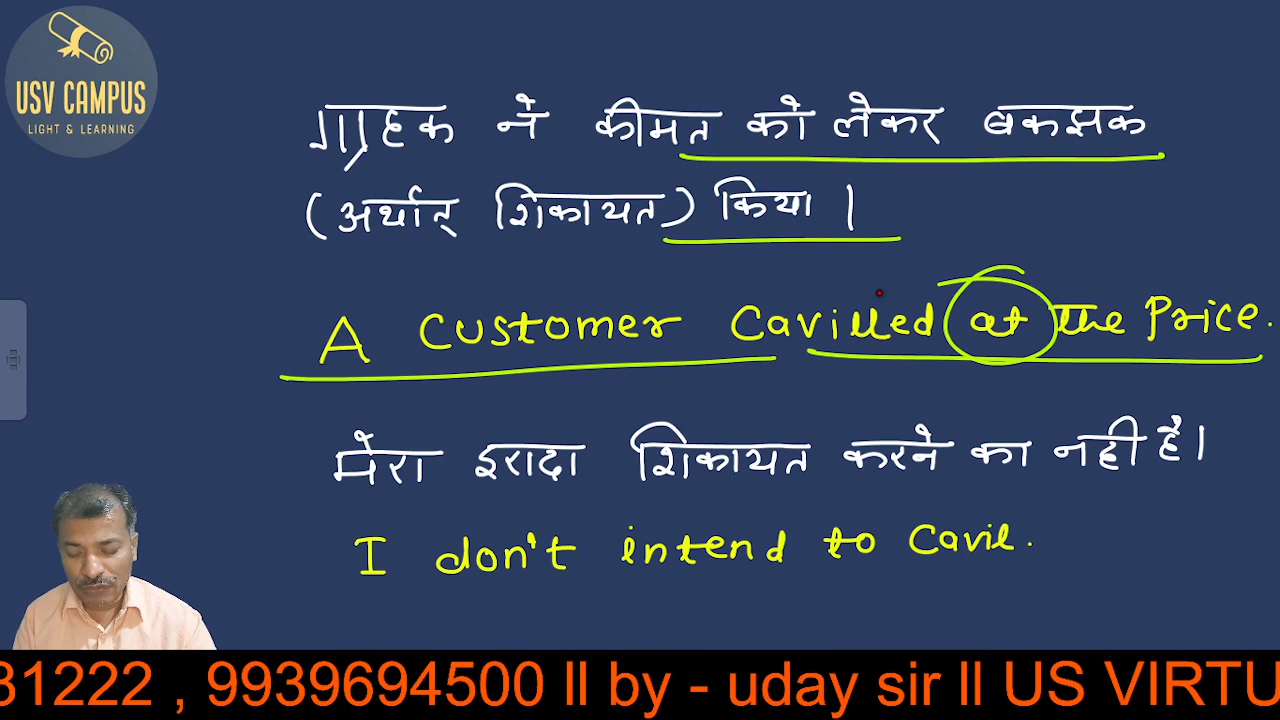 USV CAMPUS
LIGHT & LEARNING
ग्राहक ने कीमत को लेकर बकझक
(अर्थात् शिकायत) किया।
A Customer Cavilled at the Price.
मेरा इरादा शिकायत करने का नही है।
I don't intend to Cavil.
31222 , 9939694500 ll by - uday sir ll US VIRTU